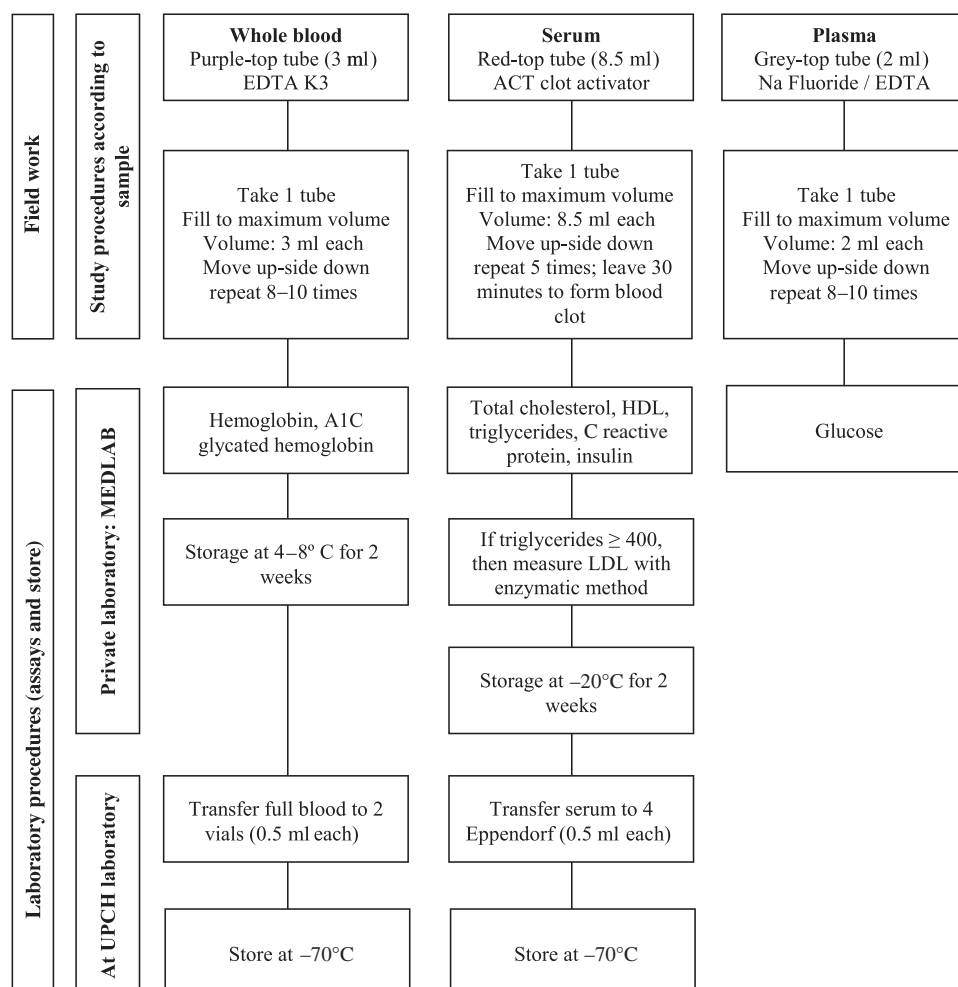 Field work
Study procedures according to
sample
Whole blood
Purple-top tube (3 ml)
EDTA K3
Serum
Red-top tube (8.5 ml)
ACT clot activator
Plasma
Grey-top tube (2 ml)
Na Fluoride / EDTA
Take 1 tube
Fill to maximum volume
Volume: 3 ml each
Move up-side down
repeat 8–10 times
Take 1 tube
Fill to maximum volume
Volume: 8.5 ml each
Move up-side down
repeat 5 times; leave 30
minutes to form blood
clot
Take 1 tube
Fill to maximum volume
Volume: 2 ml each
Move up-side down
repeat 8–10 times
Laboratory procedures (assays and store)
Private laboratory: MEDLAB
Hemoglobin, A1C
glycated hemoglobin
Total cholesterol, HDL,
triglycerides, C reactive
protein, insulin
Glucose
Storage at 4–8º C for 2
weeks
If triglycerides ≥ 400,
then measure LDL with
enzymatic method
Storage at –20°C for 2
weeks
At UPCH laboratory
Transfer full blood to 2
vials (0.5 ml each)
Transfer serum to 4
Eppendorf (0.5 ml each)
Store at –70°C
Store at –70°C